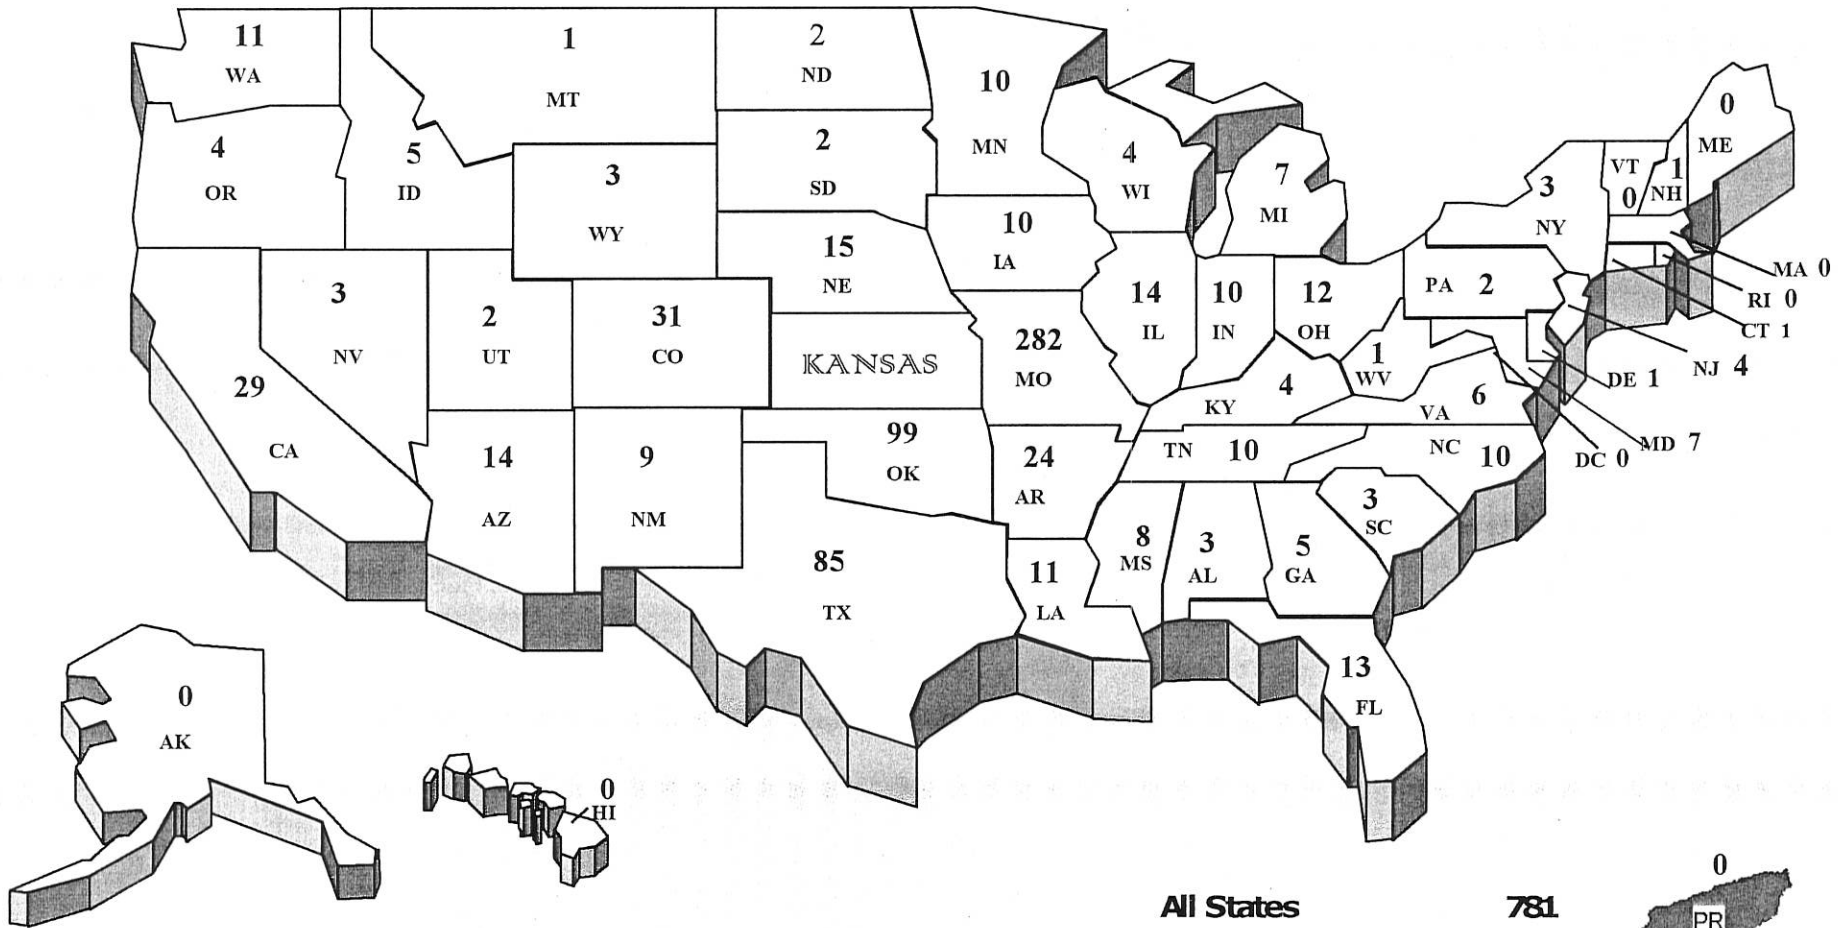 11
WA
1
MT
2
ND
10
MN
4
OR
5
ID
3
WY
2
SD
4
WI
7
MI
0
ME
VT
0
1
NH
3
NY
MA 0
RI 0
CT 1
NJ 4
DE 1
MD 7
DC 0
3
NV
2
UT
31
CO
15
NE
10
IA
KANSAS
282
MO
14
IL
10
IN
12
OH
PA 2
1
WV
6
VA
4
KY
29
CA
14
AZ
9
NM
99
OK
24
AR
TN 10
NC 10
3
SC
85
TX
11
LA
8
MS
3
AL
5
GA
13
FL
0
AK
0
HI
All States 781
0
PR